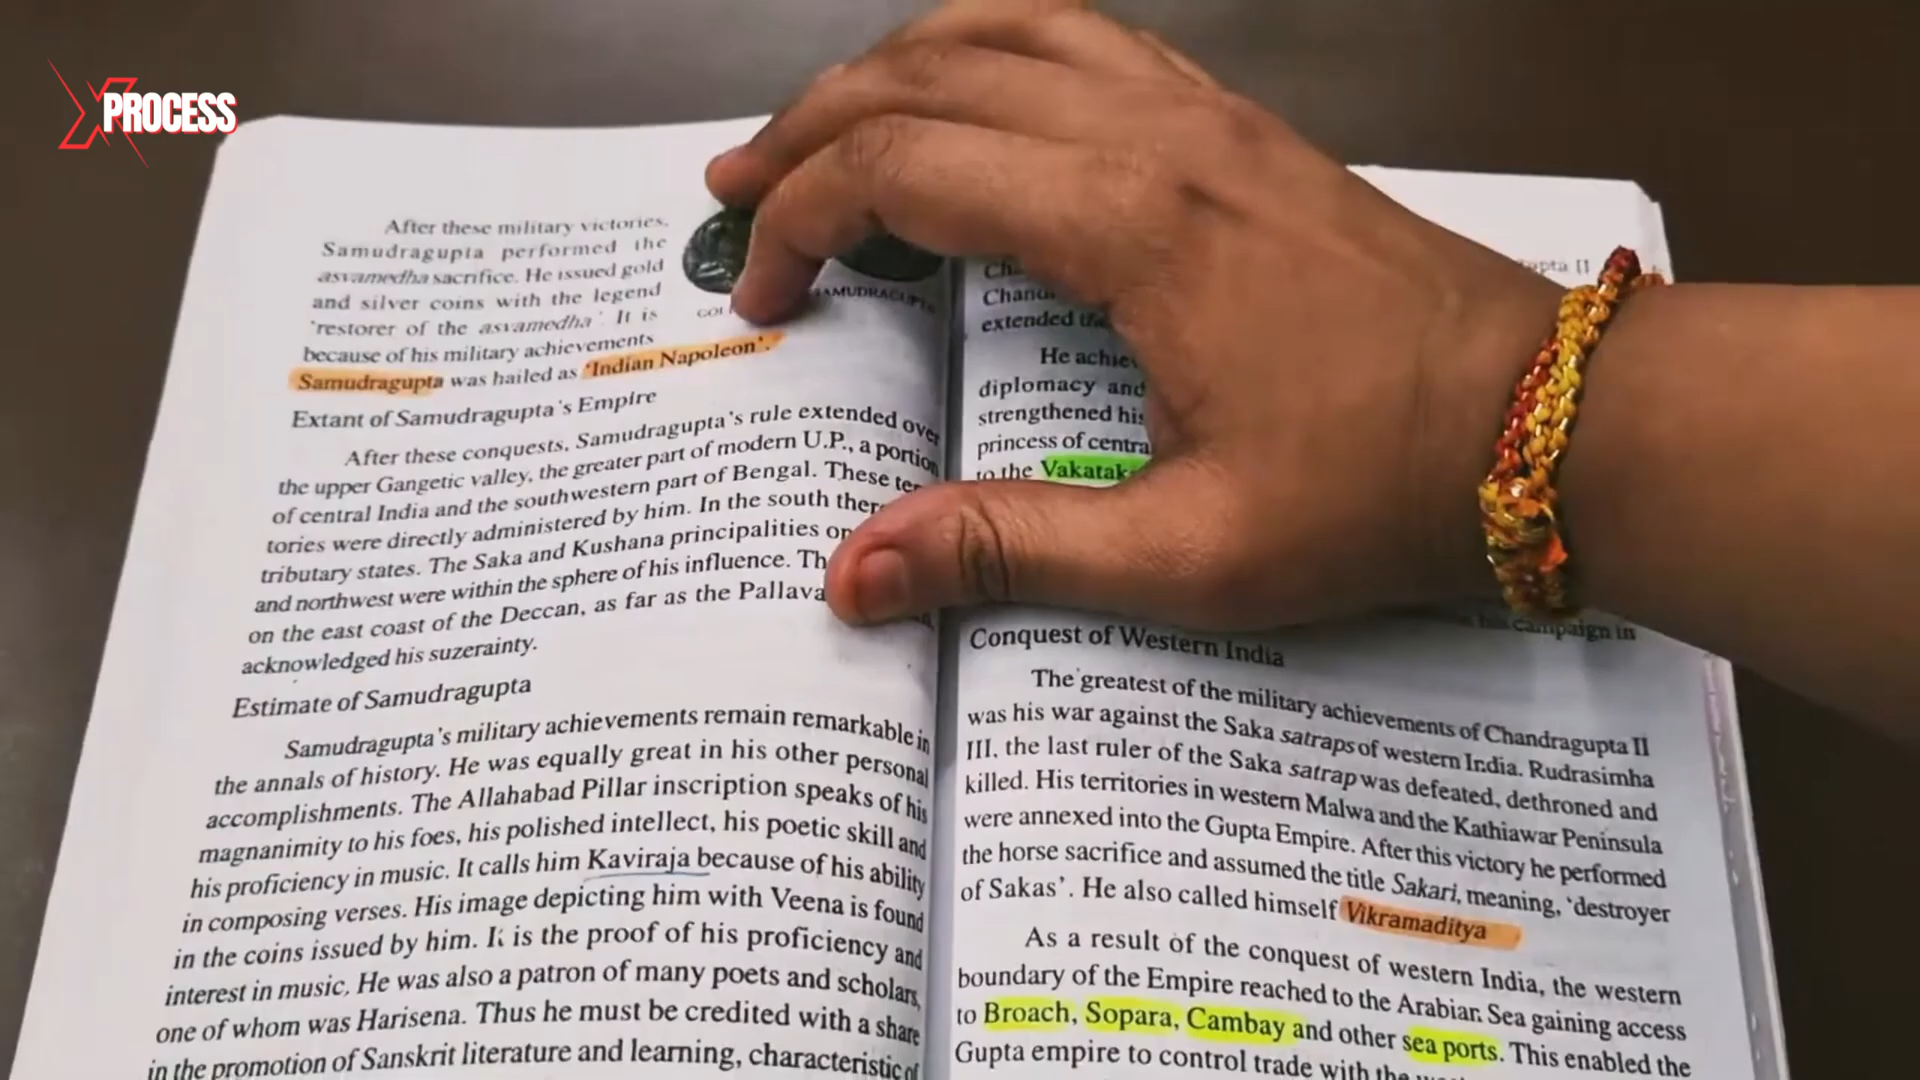 XPROCESS
After these military victories,
Samudragupta performed the
asvamedha sacrifice. He issued gold
and silver coins with the legend
'restorer of the asvamedha'. It is
because of his military achievements
Samudragupta was hailed as 'Indian Napoleon'.
SAMUDRAGUPTA
Extant of Samudragupta's Empire
After these conquests, Samudragupta's rule extended over
the upper Gangetic valley, the greater part of modern U.P., a portion
of central India and the southwestern part of Bengal. These
tories were directly administered by him. In the south
tributary states. The Saka and Kushana principalities
and northwest were within the sphere of his influence.
on the east coast of the Deccan, as far as the Pallava
acknowledged his suzerainty.
Estimate of Samudragupta
Samudragupta's military achievements remain remarkable in
the annals of history. He was equally great in his other personal
accomplishments. The Allahabad Pillar inscription speaks of his
magnanimity to his foes, his polished intellect, his poetic skill and
his proficiency in music. It calls him Kaviraja because of his ability
in composing verses. His image depicting him with Veena is found
in the coins issued by him. It is the proof of his proficiency and
interest in music. He was also a patron of many poets and scholars,
one of whom was Harisena. Thus he must be credited with a share
in the promotion of Sanskrit literature and learning, characteristic of
II
extended
He
diplomacy and
strengthened his
princess of
to the
campaign in
Conquest of Western India
The greatest of the military achievements of Chandragupta II
was his war against the Saka satraps of western India. Rudrasimha
III, the last ruler of the Saka satrap was defeated, dethroned and
killed. His territories in western Malwa and the Kathiawar Peninsula
were annexed into the Gupta Empire. After this victory he performed
the horse sacrifice and assumed the title Sakari, meaning, 'destroyer
of Sakas'. He also called himself Vikramaditya
As a result of the conquest of western India, the western
boundary of the Empire reached to the Arabian Sea gaining access
to Broach, Sopara, Cambay and other sea ports. This enabled the
Gupta empire to control trade with the